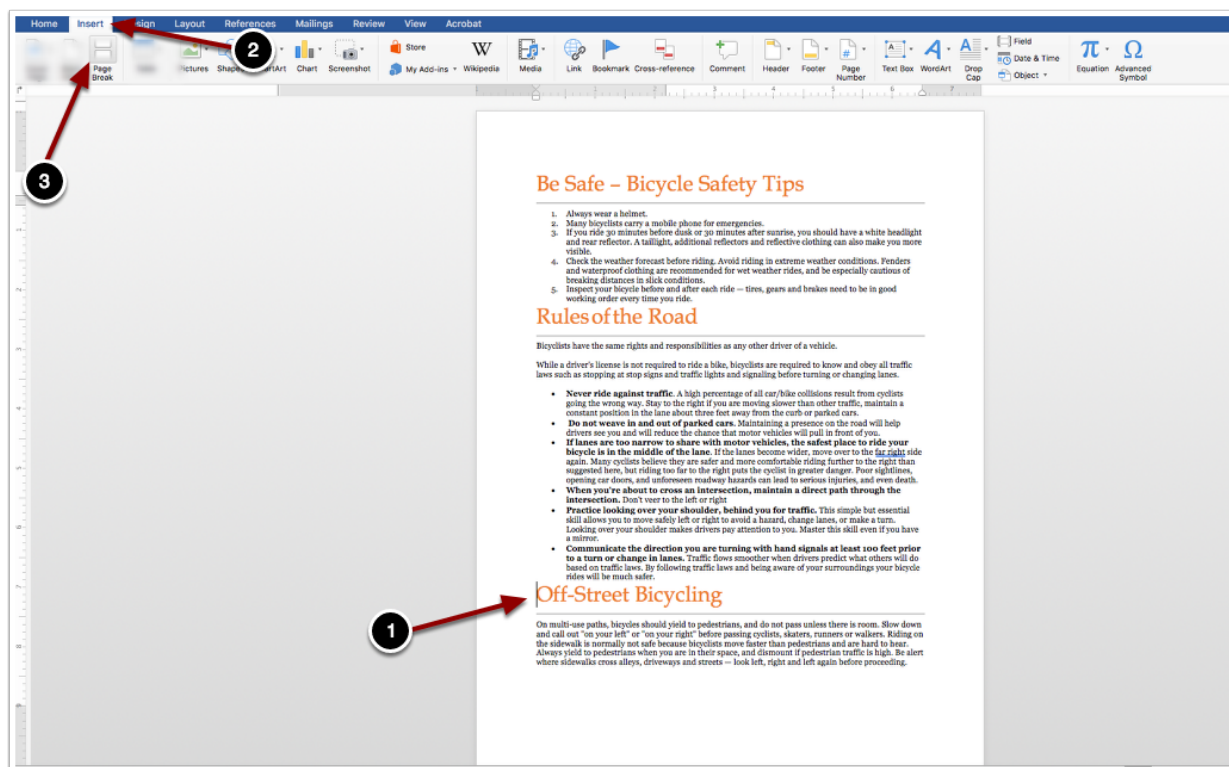 Home Insert Design Layout References Mailings Review View Acrobat
2
Store
Field
Date & Time
Object
Page Break
Pictures
Chart
Screenshot
My Add-ins
Wikipedia
Media
Link
Bookmark
Cross-reference
Comment
Header
Footer
Page Number
Text Box
WordArt
Drop Cap
Equation
Advanced Symbol
3
Be Safe – Bicycle Safety Tips
1. Always wear a helmet.
2. Many bicyclists carry a mobile phone for emergencies.
3. If you ride 30 minutes before dusk or 30 minutes after sunrise, you should have a white headlight
and rear reflector. A taillight, additional reflectors and reflective clothing can also make you more
visible.
4. Check the weather forecast before riding. Avoid riding in extreme weather conditions. Fenders
and waterproof clothing are recommended for wet weather rides, and be especially cautious of
breaking distances in slick conditions.
5. Inspect your bicycle before and after each ride — tires, gears and brakes need to be in good
working order every time you ride.
Rules of the Road
Bicyclists have the same rights and responsibilities as any other driver of a vehicle.
While a driver's license is not required to ride a bike, bicyclists are required to know and obey all traffic
laws such as stopping at stop signs and traffic lights and signaling before turning or changing lanes.
• Never ride against traffic. A high percentage of all car/bike collisions result from cyclists
going the wrong way. Stay to the right if you are moving slower than other traffic, maintain a
constant position in the lane about three feet away from the curb or parked cars.
• Do not weave in and out of parked cars. Maintaining a presence on the road will help
drivers see you and will reduce the chance that motor vehicles will pull in front of you.
• If lanes are too narrow to share with motor vehicles, the safest place to ride your
bicycle is in the middle of the lane. If the lanes become wider, move over to the far right side
again. Many cyclists believe they are safer and more comfortable riding further to the right than
suggested here, but riding too far to the right puts the cyclist in greater danger. Poor sightlines,
opening car doors, and unforeseen roadway hazards can lead to serious injuries, and even death.
• When you're about to cross an intersection, maintain a direct path through the
intersection. Don't veer to the left or right
• Practice looking over your shoulder, behind you for traffic. This simple but essential
skill allows you to move safely left or right to avoid a hazard, change lanes, or make a turn.
Looking over your shoulder makes drivers pay attention to you. Master this skill even if you have
a mirror.
• Communicate the direction you are turning with hand signals at least 100 feet prior
to a turn or change in lanes. Traffic flows smoother when drivers predict what others will do
based on traffic laws. By following traffic laws and being aware of your surroundings your bicycle
rides will be much safer.
Off-Street Bicycling
1
On multi-use paths, bicycles should yield to pedestrians, and do not pass unless there is room. Slow down
and call out "on your left" or "on your right" before passing cyclists, skaters, runners or walkers. Riding on
the sidewalk is normally not safe because bicyclists move faster than pedestrians and are hard to hear.
Always yield to pedestrians when you are in their space, and dismount if pedestrian traffic is high. Be alert
where sidewalks cross alleys, driveways and streets — look left, right and left again before proceeding.